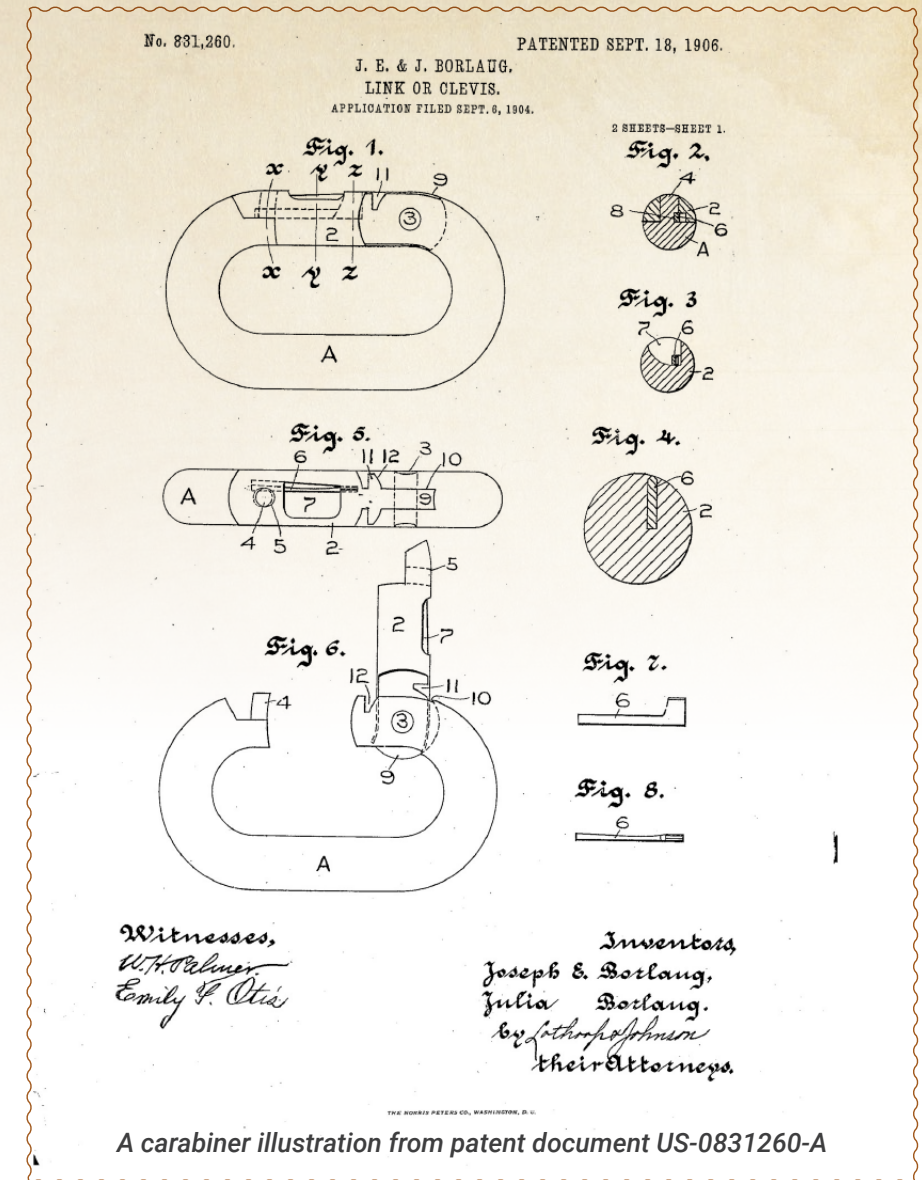 No. 831,260.
PATENTED SEPT. 18, 1906.
J. E. & J. BORLAUG.
LINK OR CLEVIS.
APPLICATION FILED SEPT. 6, 1904.
2 SHEETS—SHEET 1.
Fig. 1.
x y z 11 9
3
2
x y z
A
Fig. 2.
4
8 2
6
A
Fig. 3
7 6
2
Fig. 5.
6 11 12 3 10
A 7 9
4 5 2
Fig. 4.
6
2
Fig. 6.
5
2
7
12 11
4 10
3
9
A
Fig. 7.
6
Fig. 8.
6
Witnesses,
W. H. Palmer.
Emily F. Otis
Inventors,
Joseph E. Borlaug,
Julia Borlaug.
by Lothrop & Johnson
their Attorneys.
THE NORRIS PETERS CO., WASHINGTON, D. C.
A carabiner illustration from patent document US-0831260-A